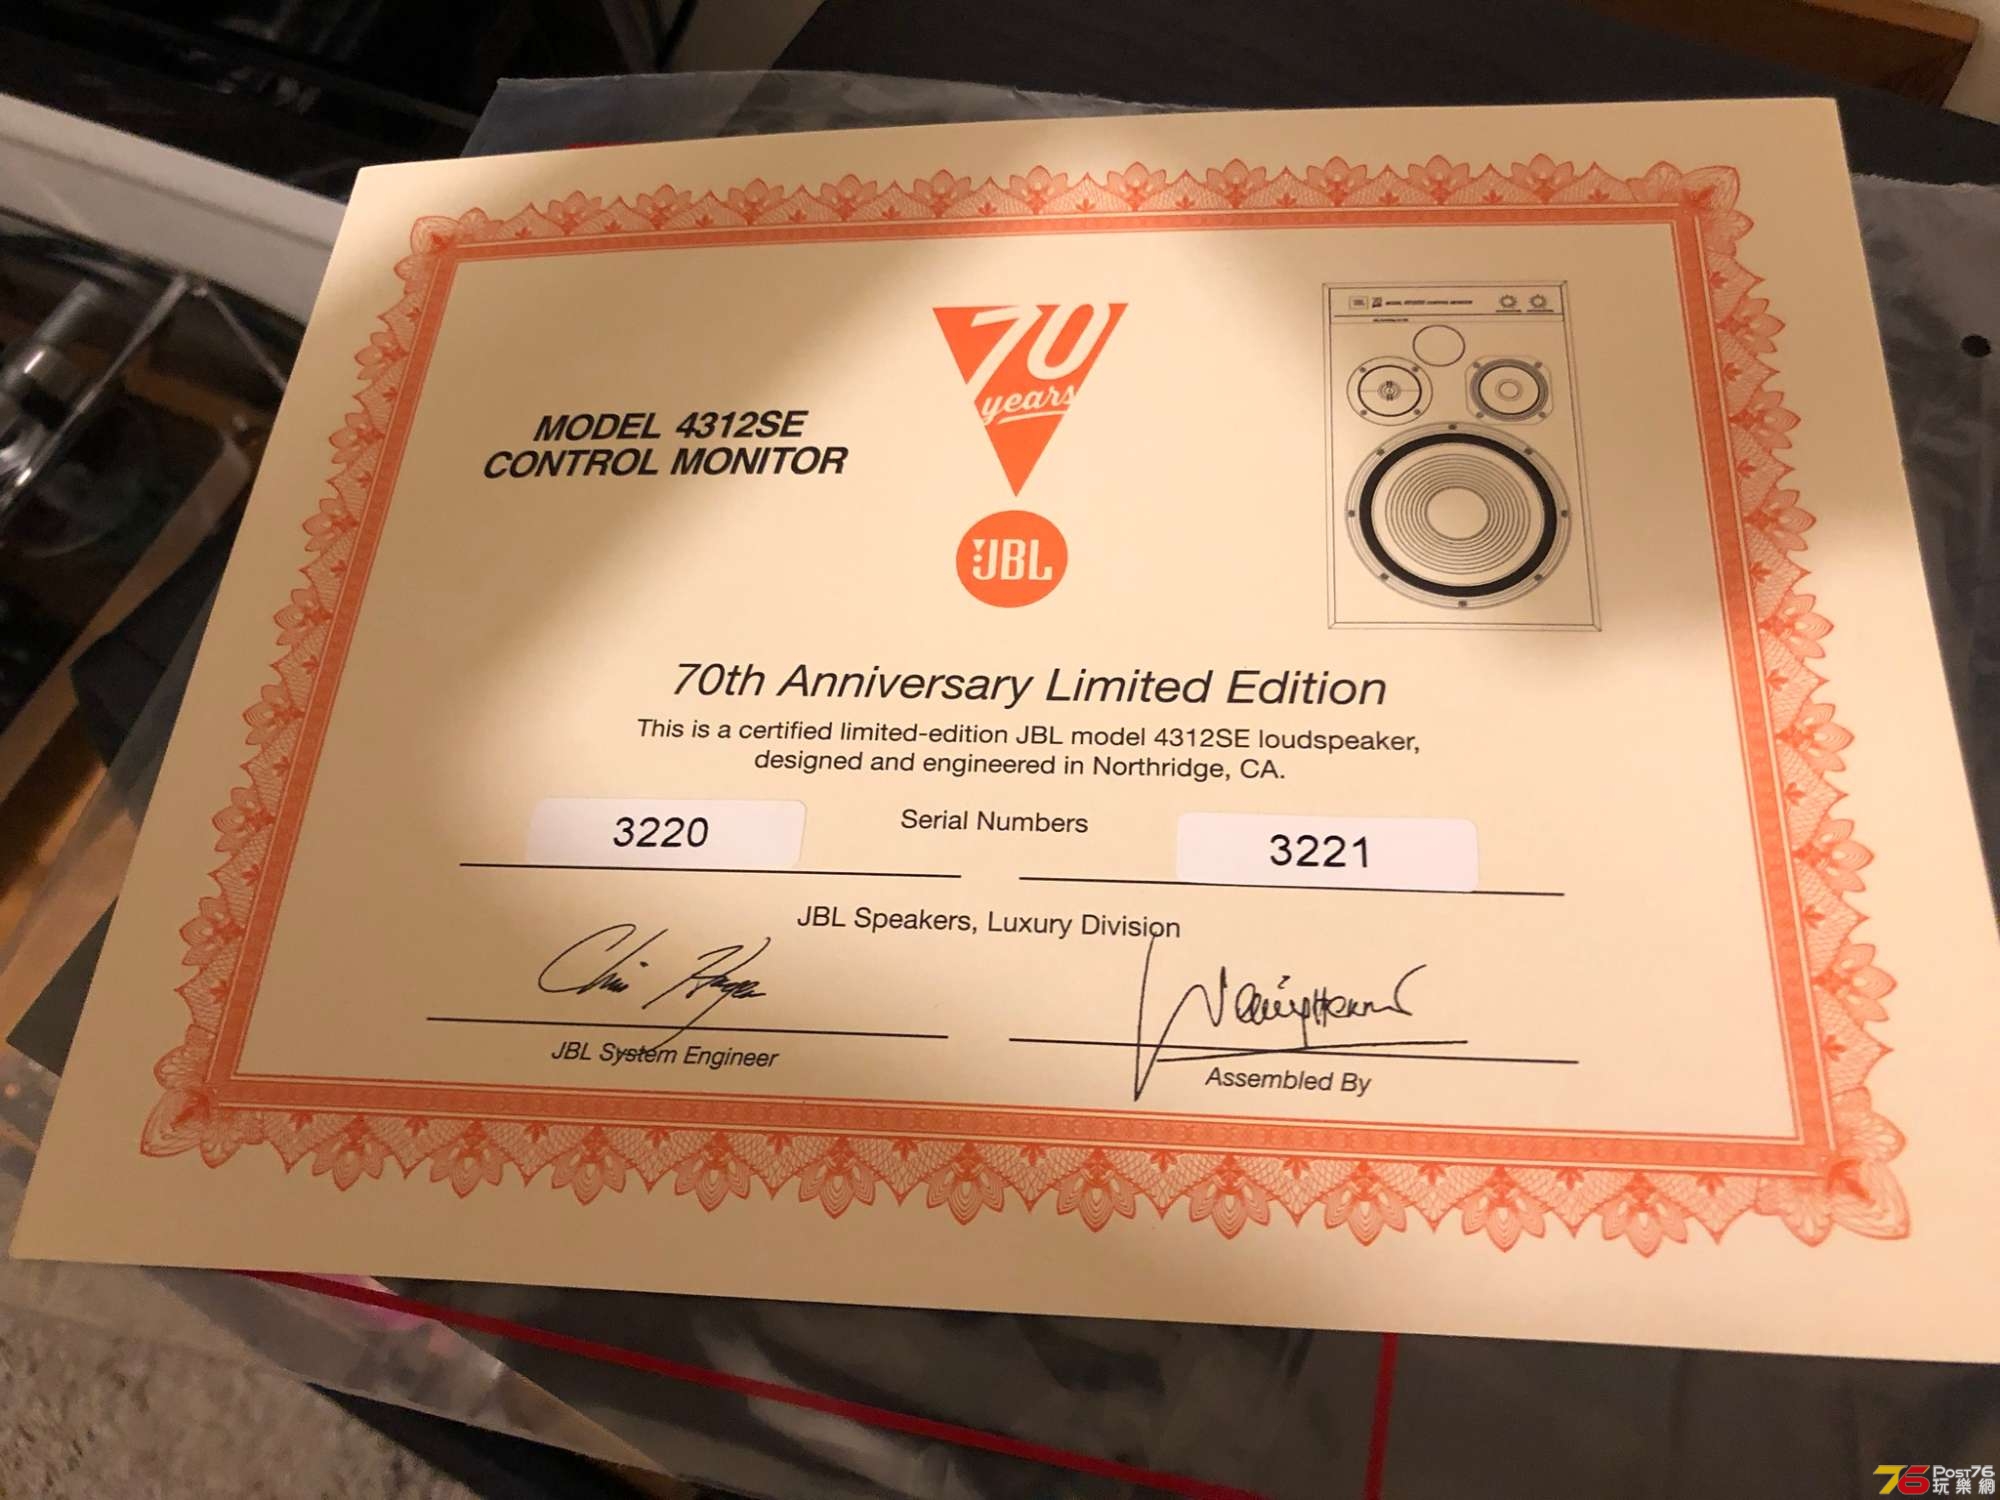 70
years
MODEL 4312SE
CONTROL MONITOR
JBL
70th Anniversary Limited Edition
This is a certified limited-edition JBL model 4312SE loudspeaker,
designed and engineered in Northridge, CA.
Serial Numbers
3220
3221
JBL Speakers, Luxury Division
JBL System Engineer
Assembled By
76 Post76
玩樂網